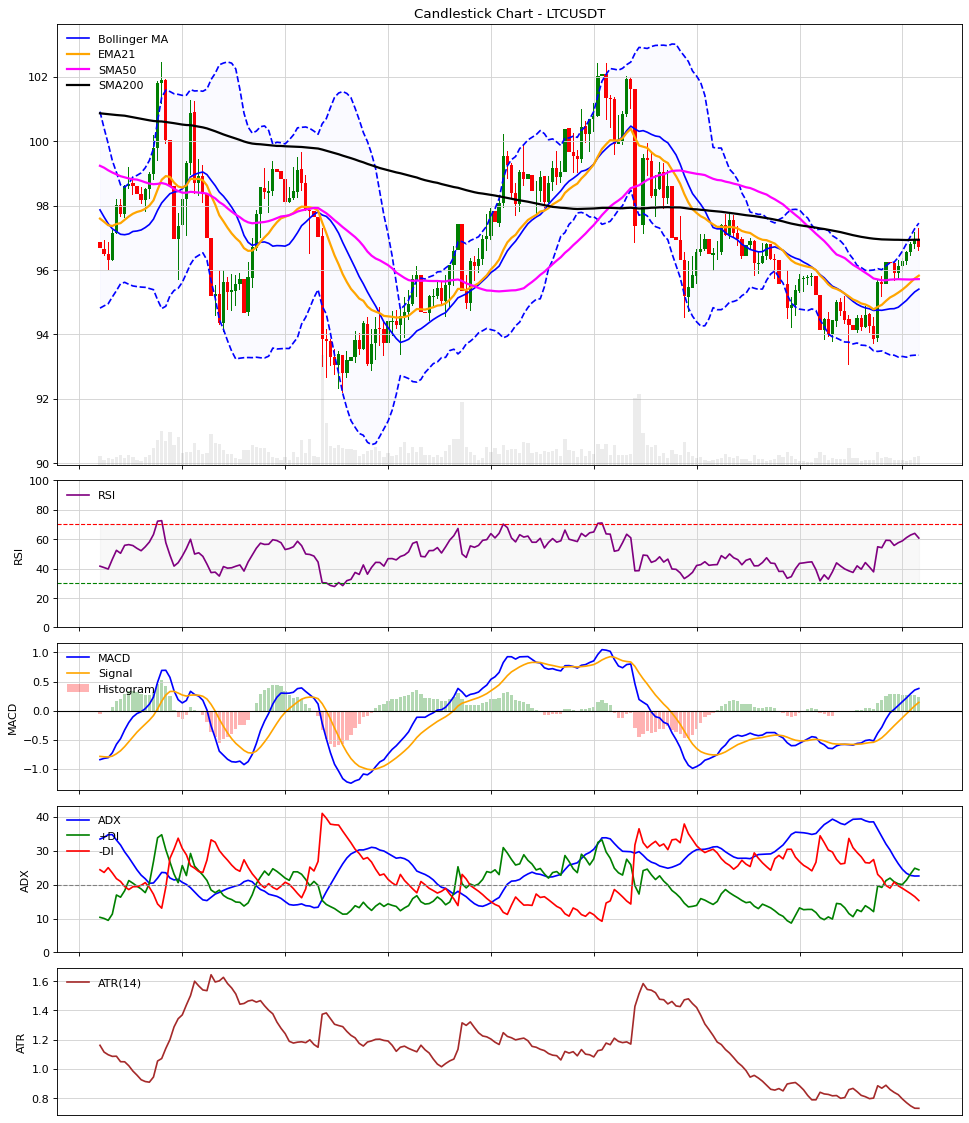 Candlestick Chart - LTCUSDT
Bollinger MA
EMA21
SMA50
SMA200
102
100
98
96
94
92
90
RSI
100
80
60
40
20
0
RSI
MACD
Signal
Histogram
1.0
0.5
0.0
−0.5
−1.0
MACD
ADX
+DI
-DI
40
30
20
10
0
ADX
ATR(14)
1.6
1.4
1.2
1.0
0.8
ATR